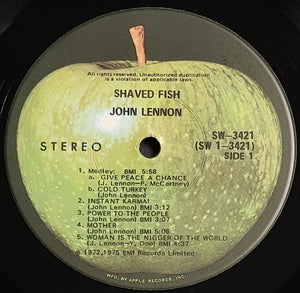 All rights reserved. Unauthorized duplication
is a violation of applicable laws.
SHAVED FISH
JOHN LENNON
STEREO
SW-3421
(SW 1-3421)
SIDE 1
1. Medley: BMI 5:58
a. GIVE PEACE A CHANCE
(J. Lennon-P. McCartney)
b. COLD TURKEY
(John Lennon)
2. INSTANT KARMA!
(John Lennon) BMI 3:12
3. POWER TO THE PEOPLE
(John Lennon) BMI 3:07
4. MOTHER
(John Lennon) BMI 5:06
5. WOMAN IS THE NIGGER OF THE WORLD
(J. Lennon-Y. Ono) BMI 4:37
℗ 1972, 1975 EMI Records Limited
MFD. BY APPLE RECORDS, INC.